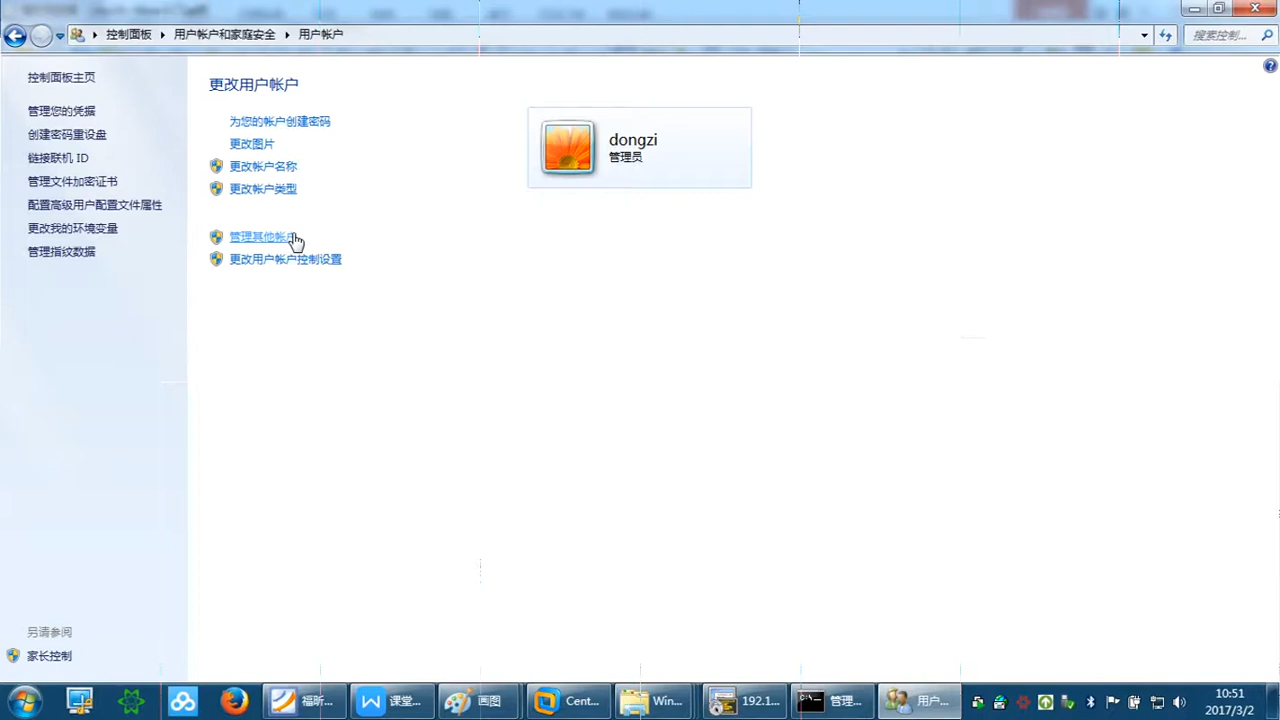 控制面板 用户帐户和家庭安全 用户帐户
搜索控制...
控制面板主页
管理您的凭据
创建密码重设盘
链接联机 ID
管理文件加密证书
配置高级用户配置文件属性
更改我的环境变量
管理指纹数据
另请参阅
家长控制
更改用户帐户
为您的帐户创建密码
更改图片
更改帐户名称
更改帐户类型
管理其他帐户
更改用户帐户控制设置
dongzi
管理员
福昕...
课堂...
画图
Cent...
Win...
192.1...
管理...
用户...
10:51
2017/3/2